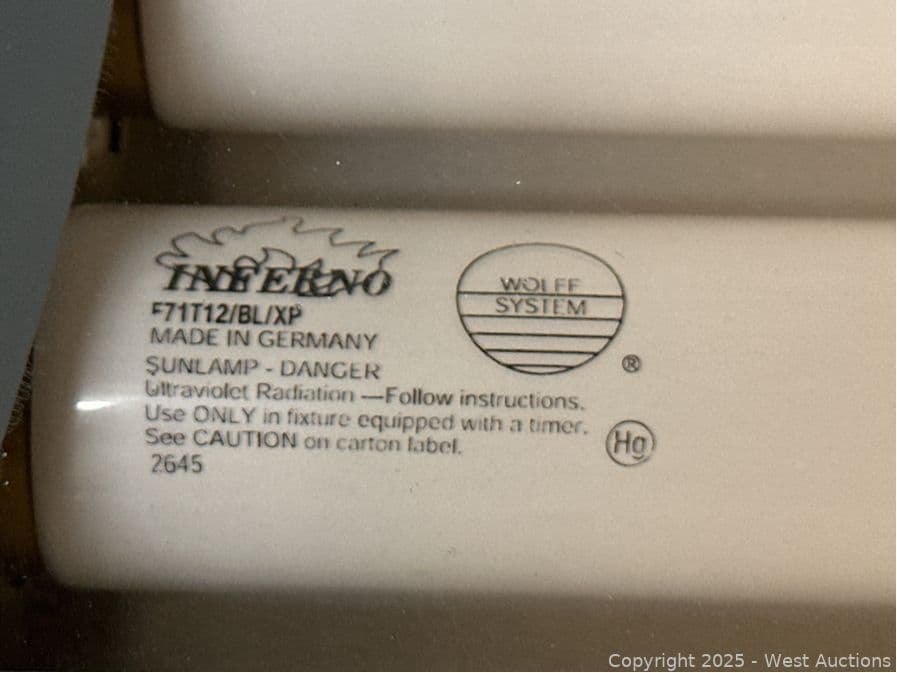 INFERNO
F71T12/BL/XP
MADE IN GERMANY
SUNLAMP - DANGER
Ultraviolet Radiation —Follow instructions.
Use ONLY in fixture equipped with a timer.
See CAUTION on carton label.
2645
WOLFF
SYSTEM
®
Hg
Copyright 2025 - West Auctions